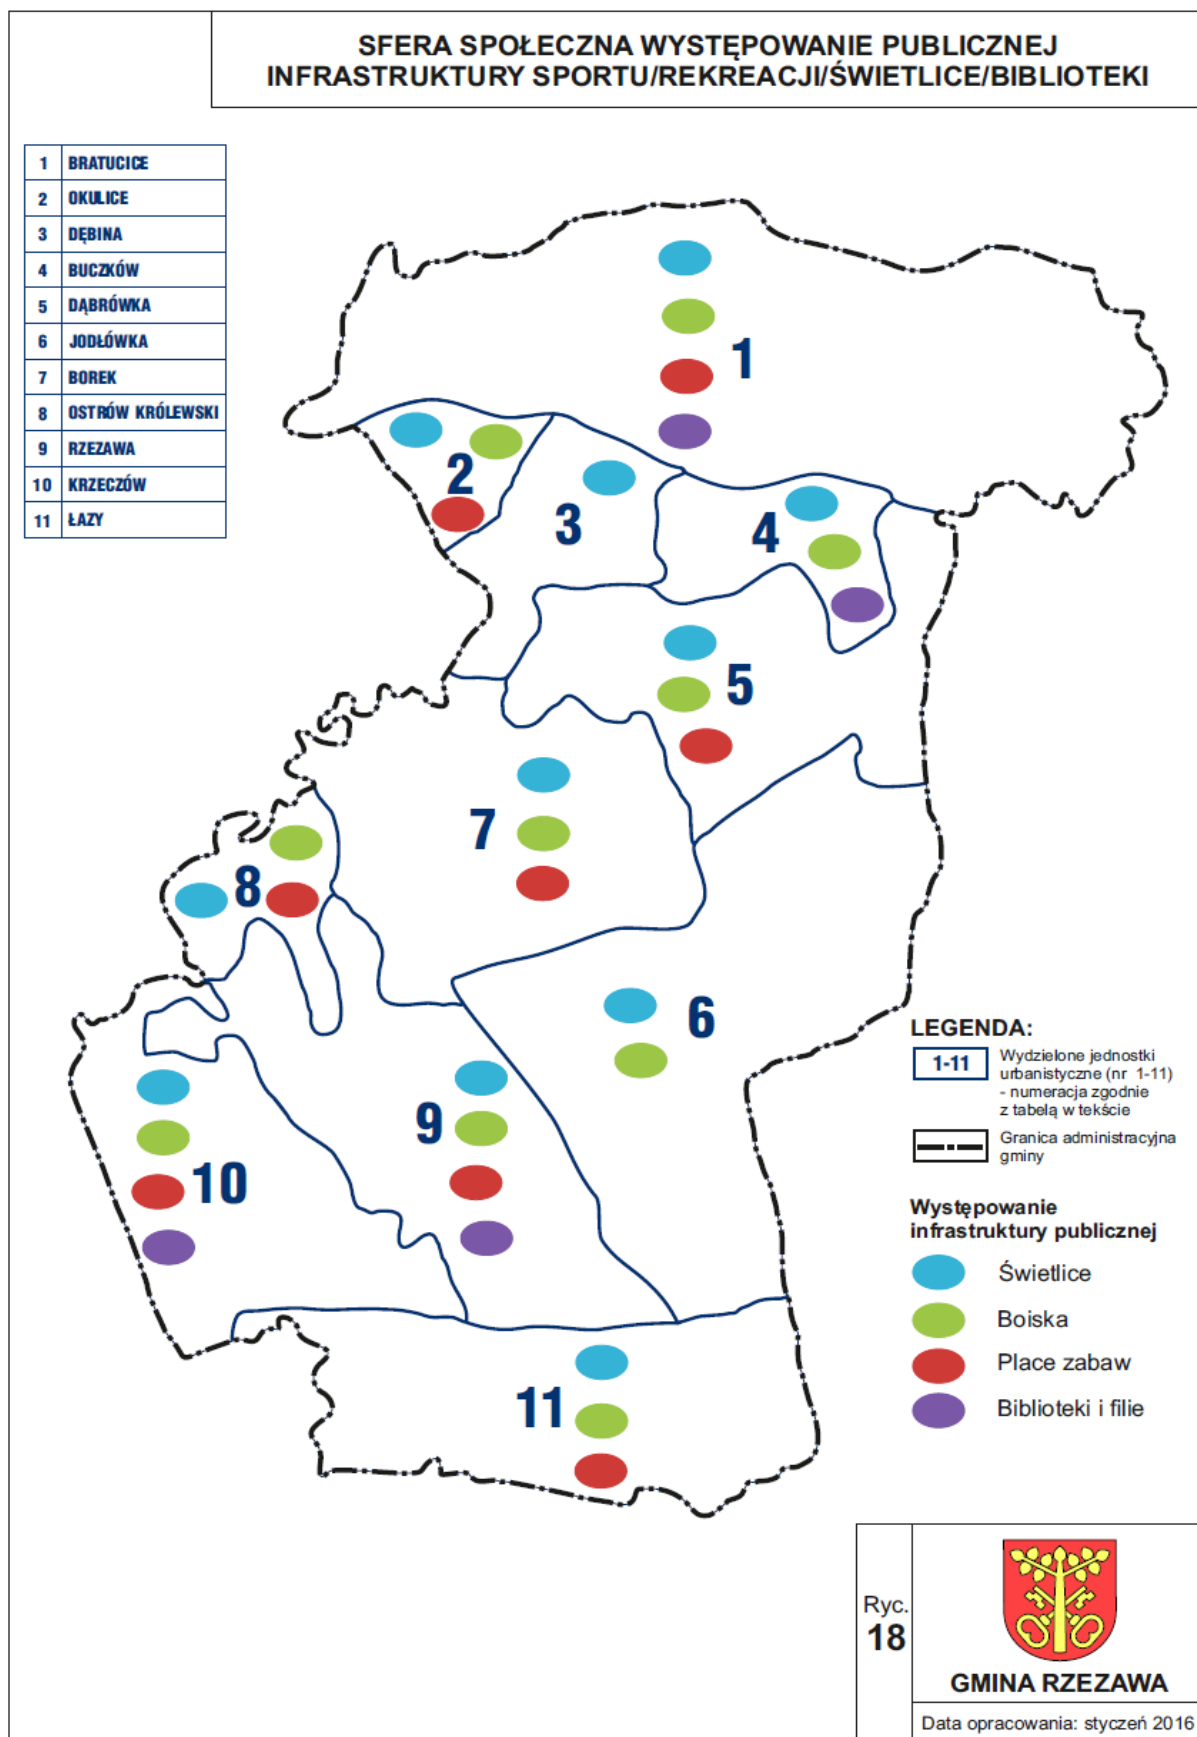 SFERA SPOŁECZNA WYSTĘPOWANIE PUBLICZNEJ
INFRASTRUKTURY SPORTU/REKREACJI/ŚWIETLICE/BIBLIOTEKI
1 BRATUCICE
2 OKULICE
3 DĘBINA
4 BUCZKÓW
5 DĄBRÓWKA
6 JODŁÓWKA
7 BOREK
8 OSTRÓW KRÓLEWSKI
9 RZEZAWA
10 KRZECZÓW
11 ŁAZY
1
2
3
4
5
7
8
6
9
10
11
LEGENDA:
1-11 Wydzielone jednostki
urbanistyczne (nr 1-11)
- numeracja zgodnie
z tabelą w tekście
Granica administracyjna
gminy
Występowanie
infrastruktury publicznej
Świetlice
Boiska
Place zabaw
Biblioteki i filie
Ryc.
18
GMINA RZEZAWA
Data opracowania: styczeń 2016